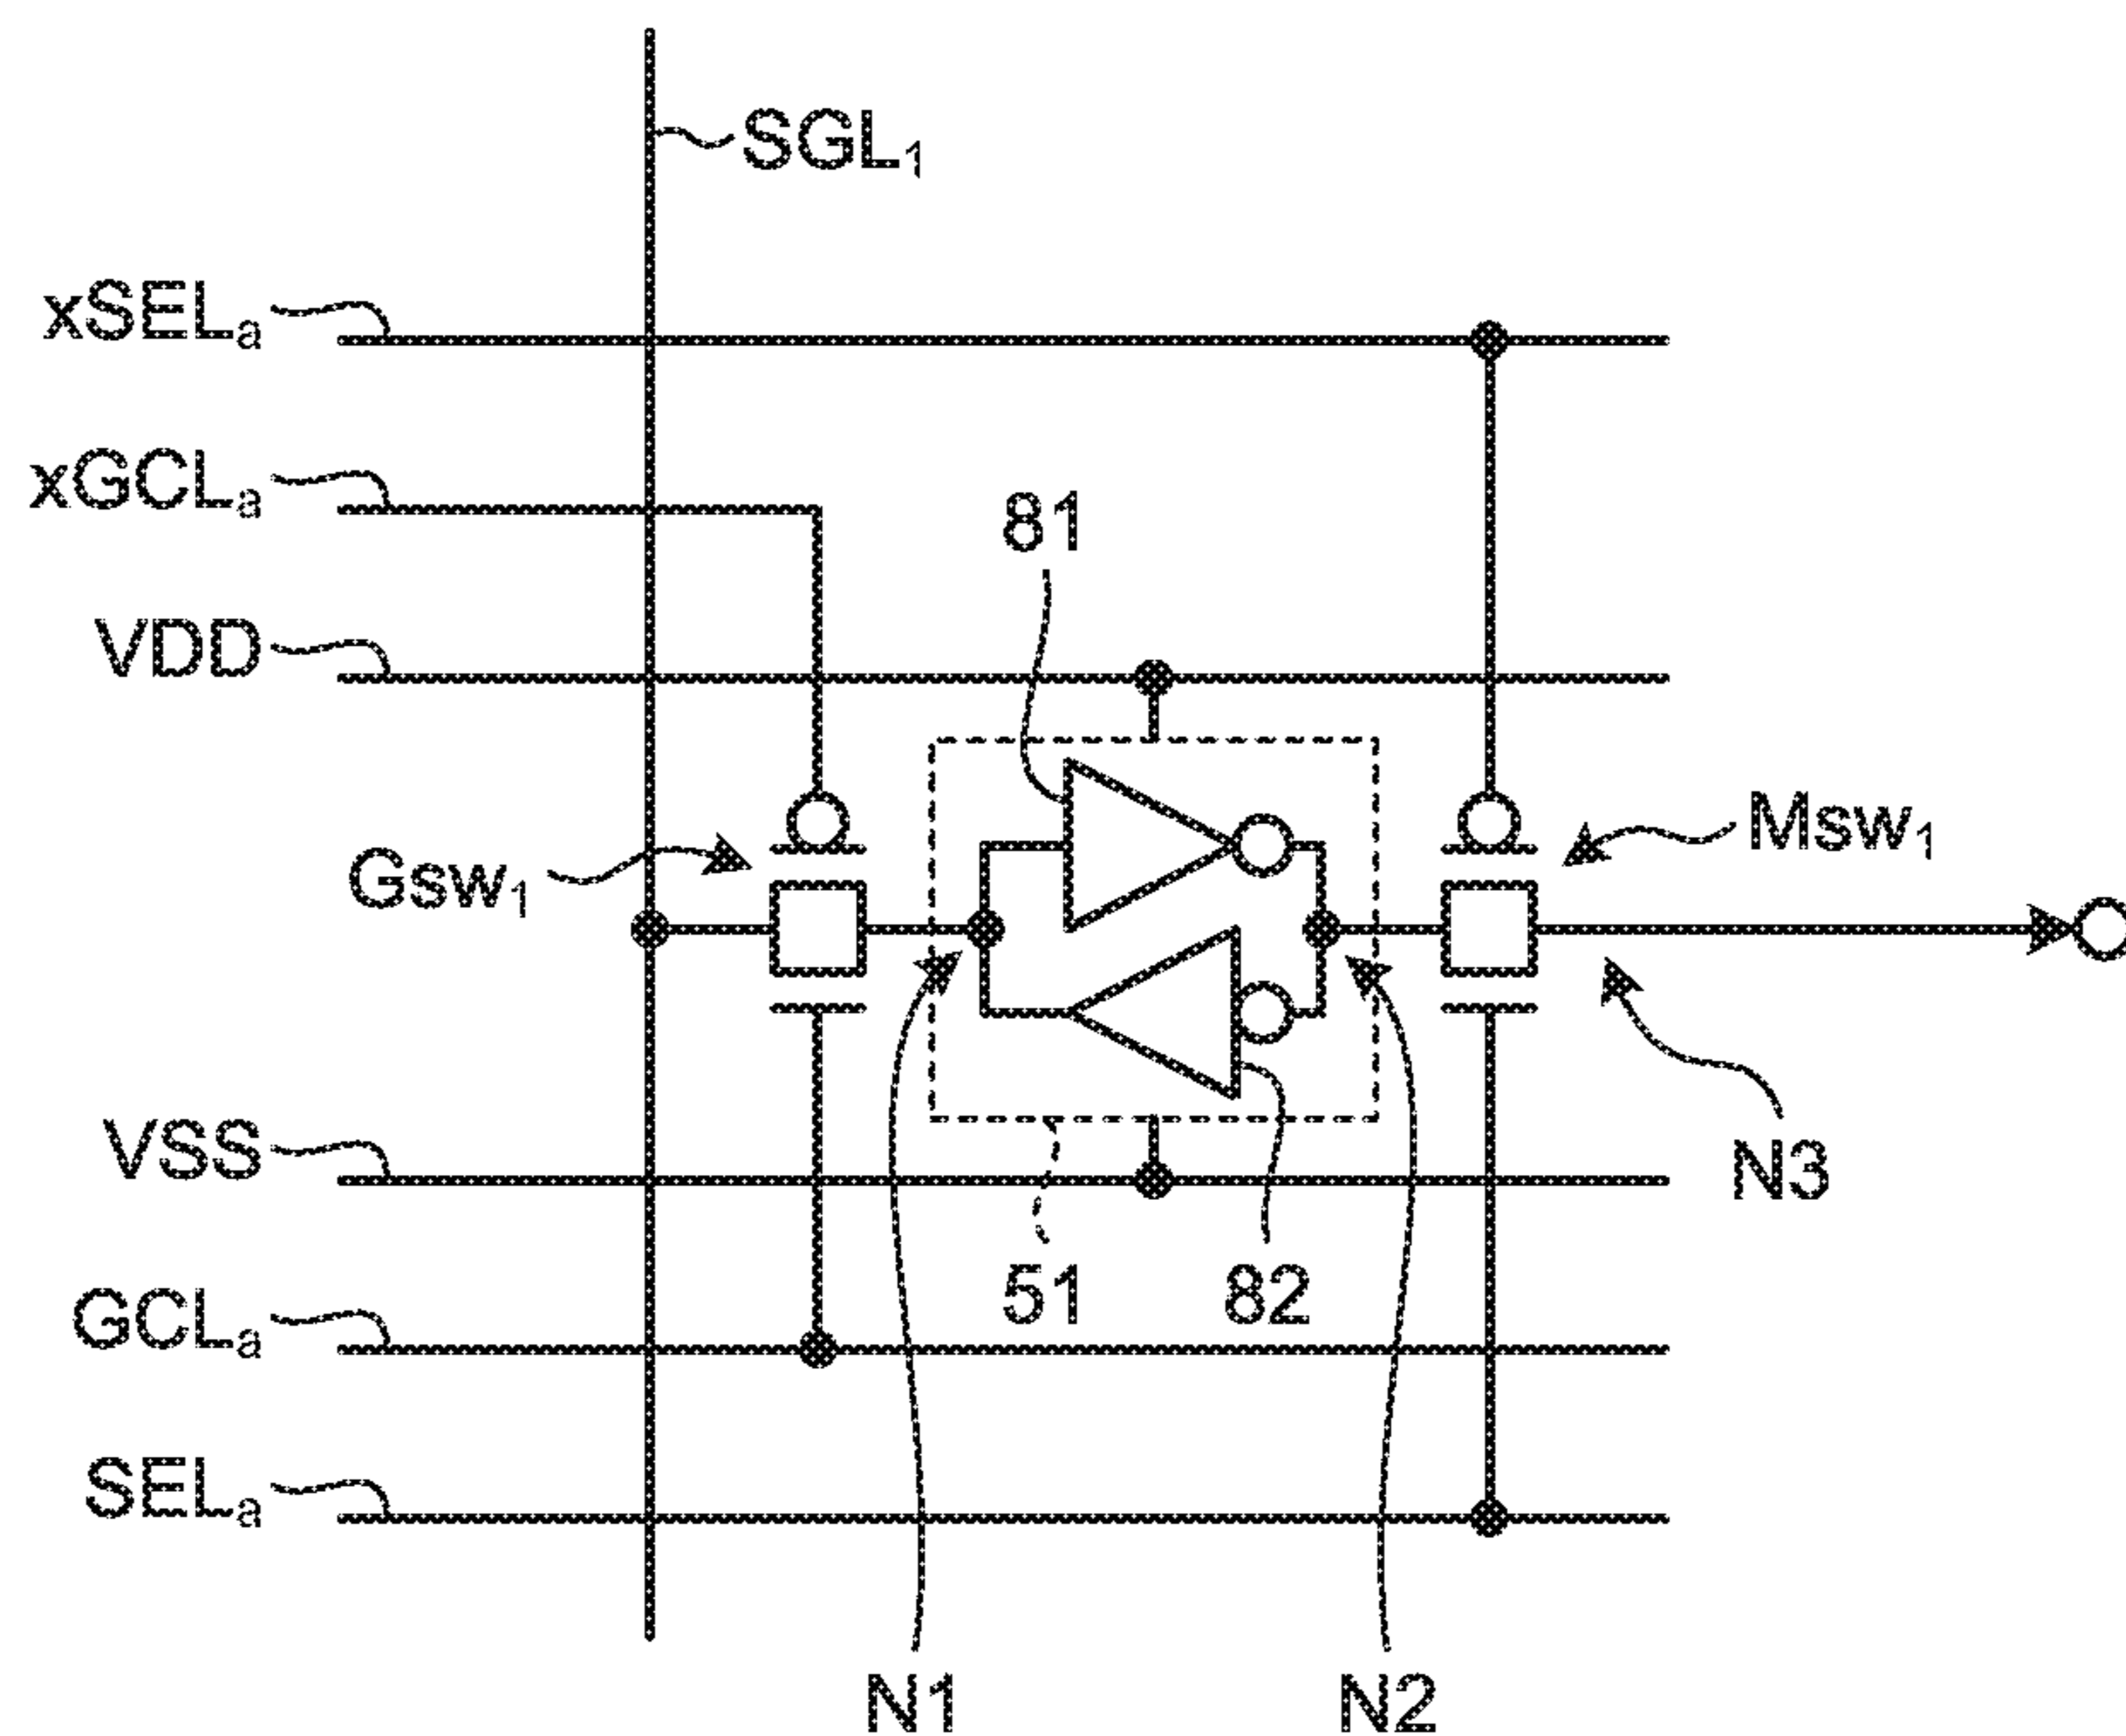 SGL₁
xSELₐ
xGCLₐ
81
VDD
Gsw₁
Msw₁
VSS
N3
51
82
GCLₐ
SELₐ
N1
N2